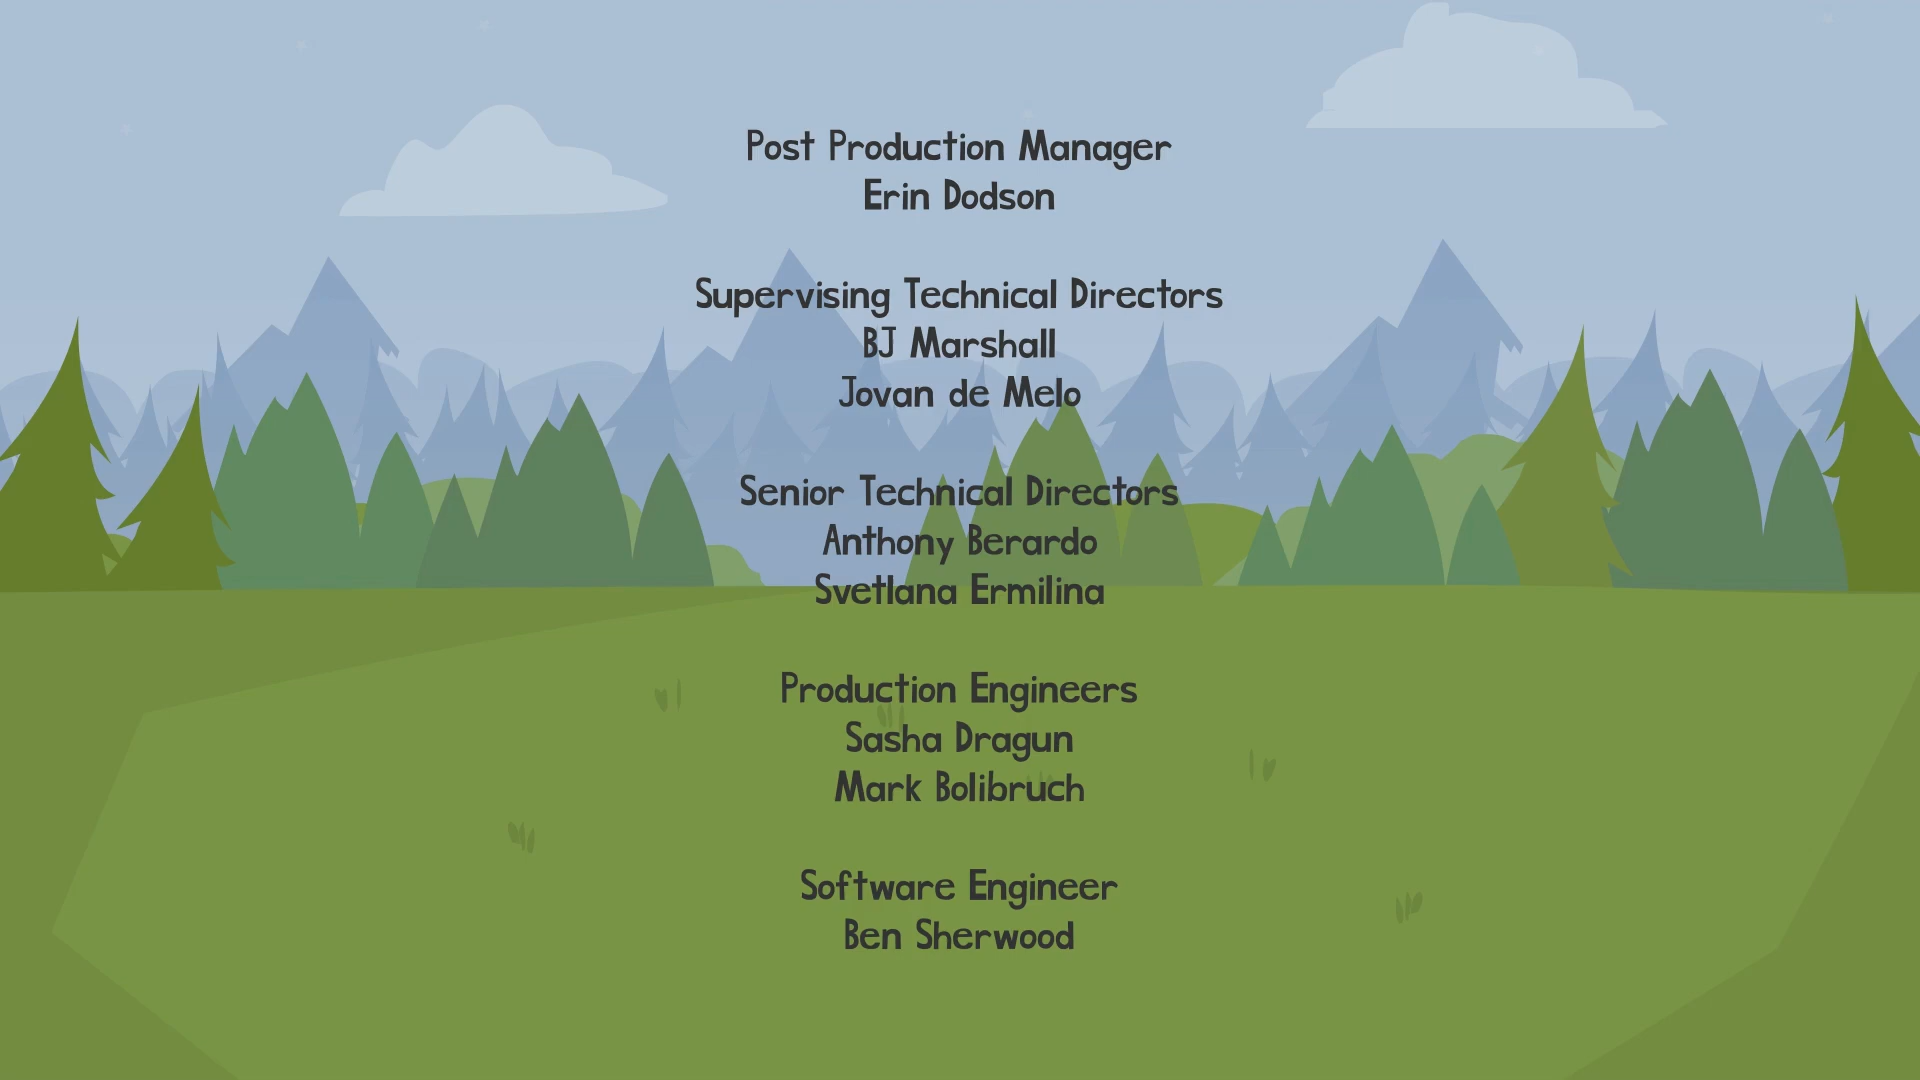 Post Production Manager
Erin Dodson
Supervising Technical Directors
BJ Marshall
Jovan de Melo
Senior Technical Directors
Anthony Berardo
Svetlana Ermilina
Production Engineers
Sasha Dragun
Mark Bolibruch
Software Engineer
Ben Sherwood